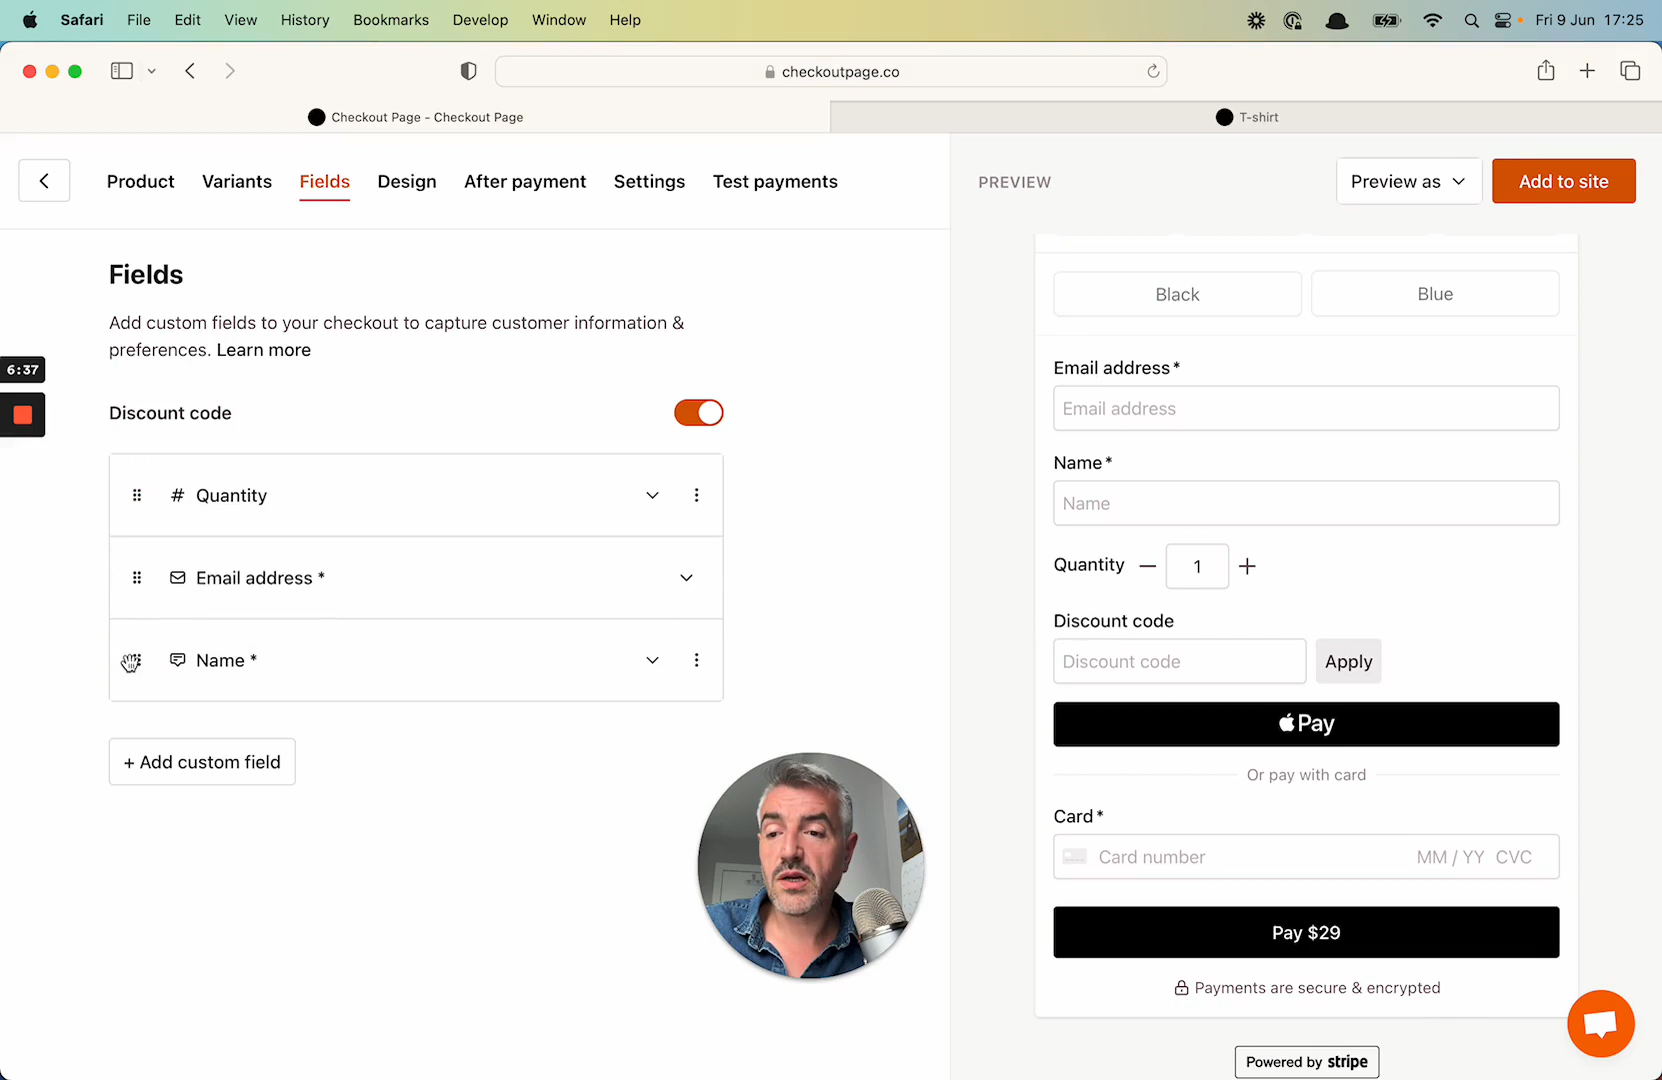 Safari File Edit View History Bookmarks Develop Window Help Fri 9 Jun 17:25
checkoutpage.co
Checkout Page - Checkout Page
T-shirt
Product Variants Fields Design After payment Settings Test payments
PREVIEW
Preview as
Add to site
Fields
Add custom fields to your checkout to capture customer information &
preferences. Learn more
6:37
Discount code
# Quantity
Email address *
Name *
+ Add custom field
Black
Blue
Email address *
Email address
Name *
Name
Quantity — 1 +
Discount code
Discount code
Apply
Pay
Or pay with card
Card *
Card number MM / YY CVC
Pay $29
Payments are secure & encrypted
Powered by stripe